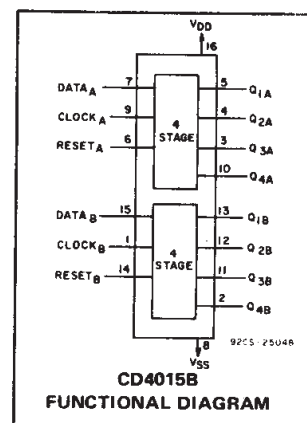 VDD
16
DATAA 7 5 Q1A
CLOCKA 9 4 Q2A
RESETA 6 4 STAGE 3 Q3A
10 Q4A
DATAB 15 13 Q1B
CLOCKB 1 12 Q2B
RESETB 14 4 STAGE 11 Q3B
2 Q4B
8
VSS
92CS-25048
CD4015B
FUNCTIONAL DIAGRAM